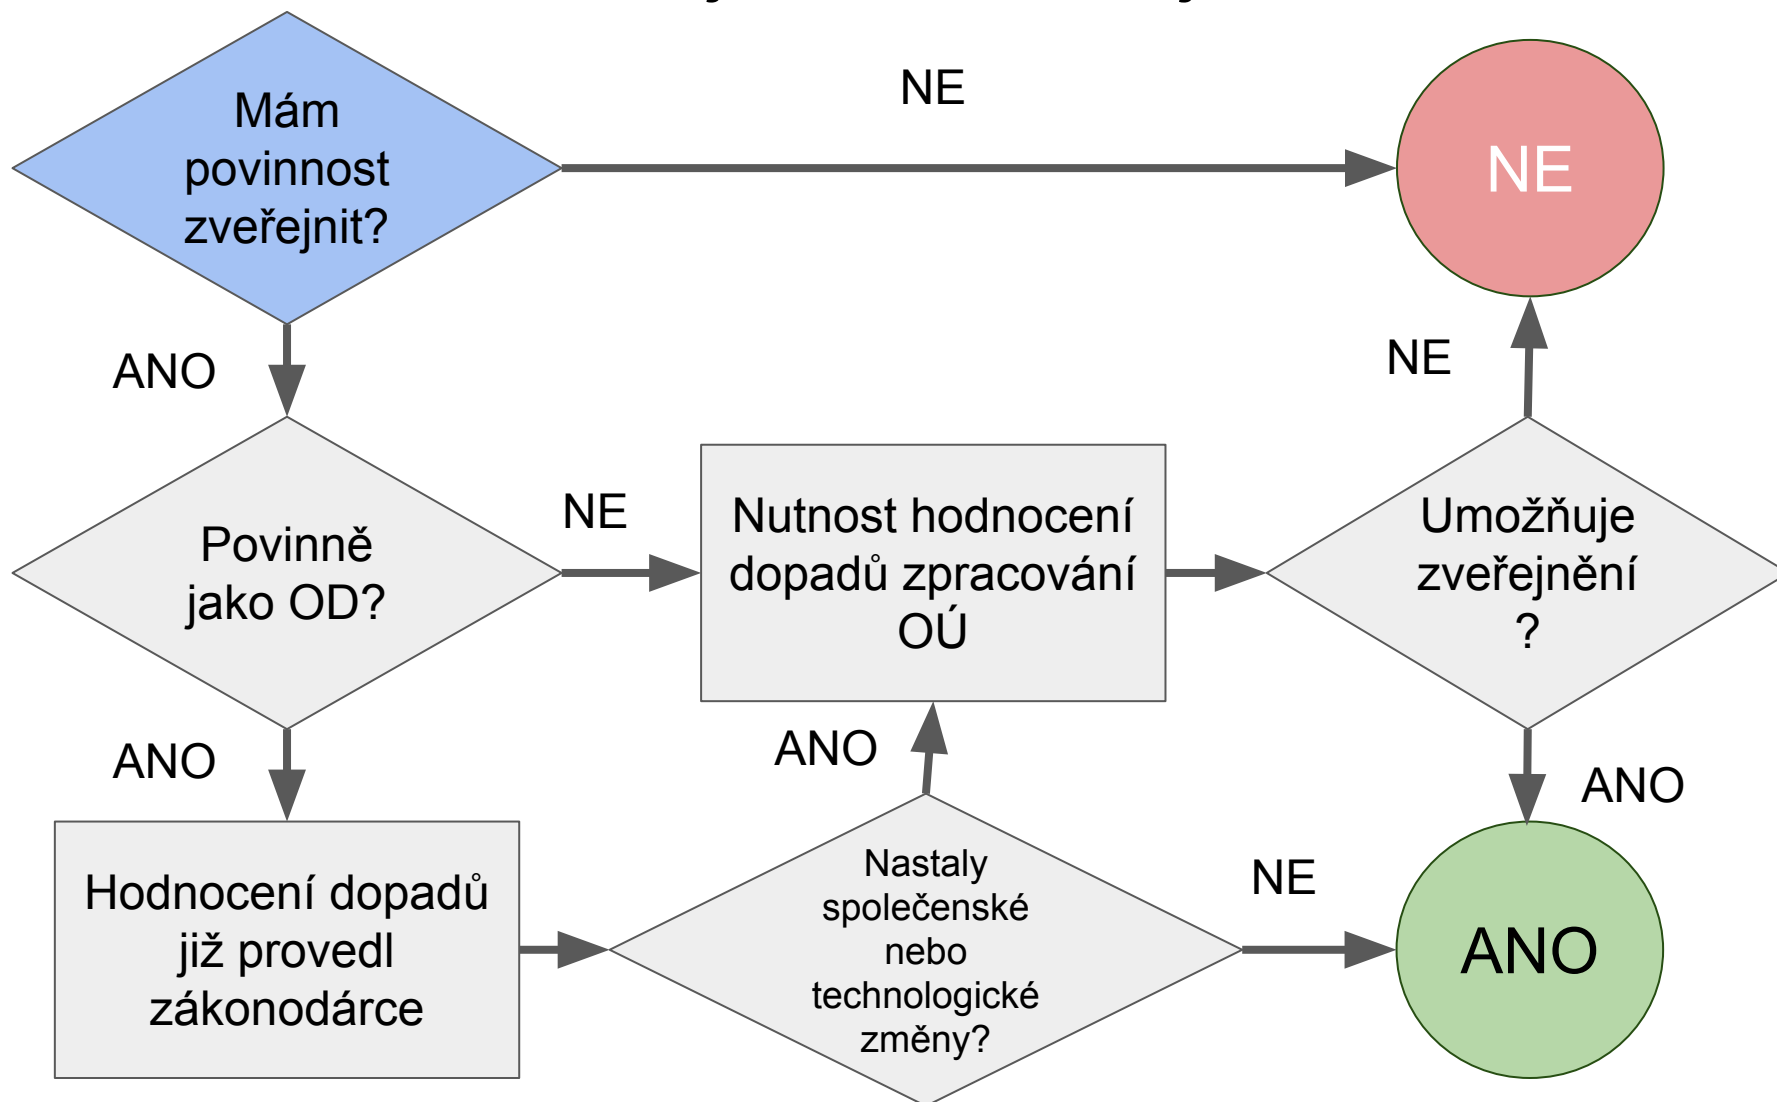 Mám
povinnost
zveřejnit?
NE
NE
ANO
NE
Povinně
jako OD?
NE
Nutnost hodnocení
dopadů zpracování
OÚ
Umožňuje
zveřejnění
?
ANO
ANO
ANO
Hodnocení dopadů
již provedl
zákonodárce
Nastaly
společenské
nebo
technologické
změny?
NE
ANO